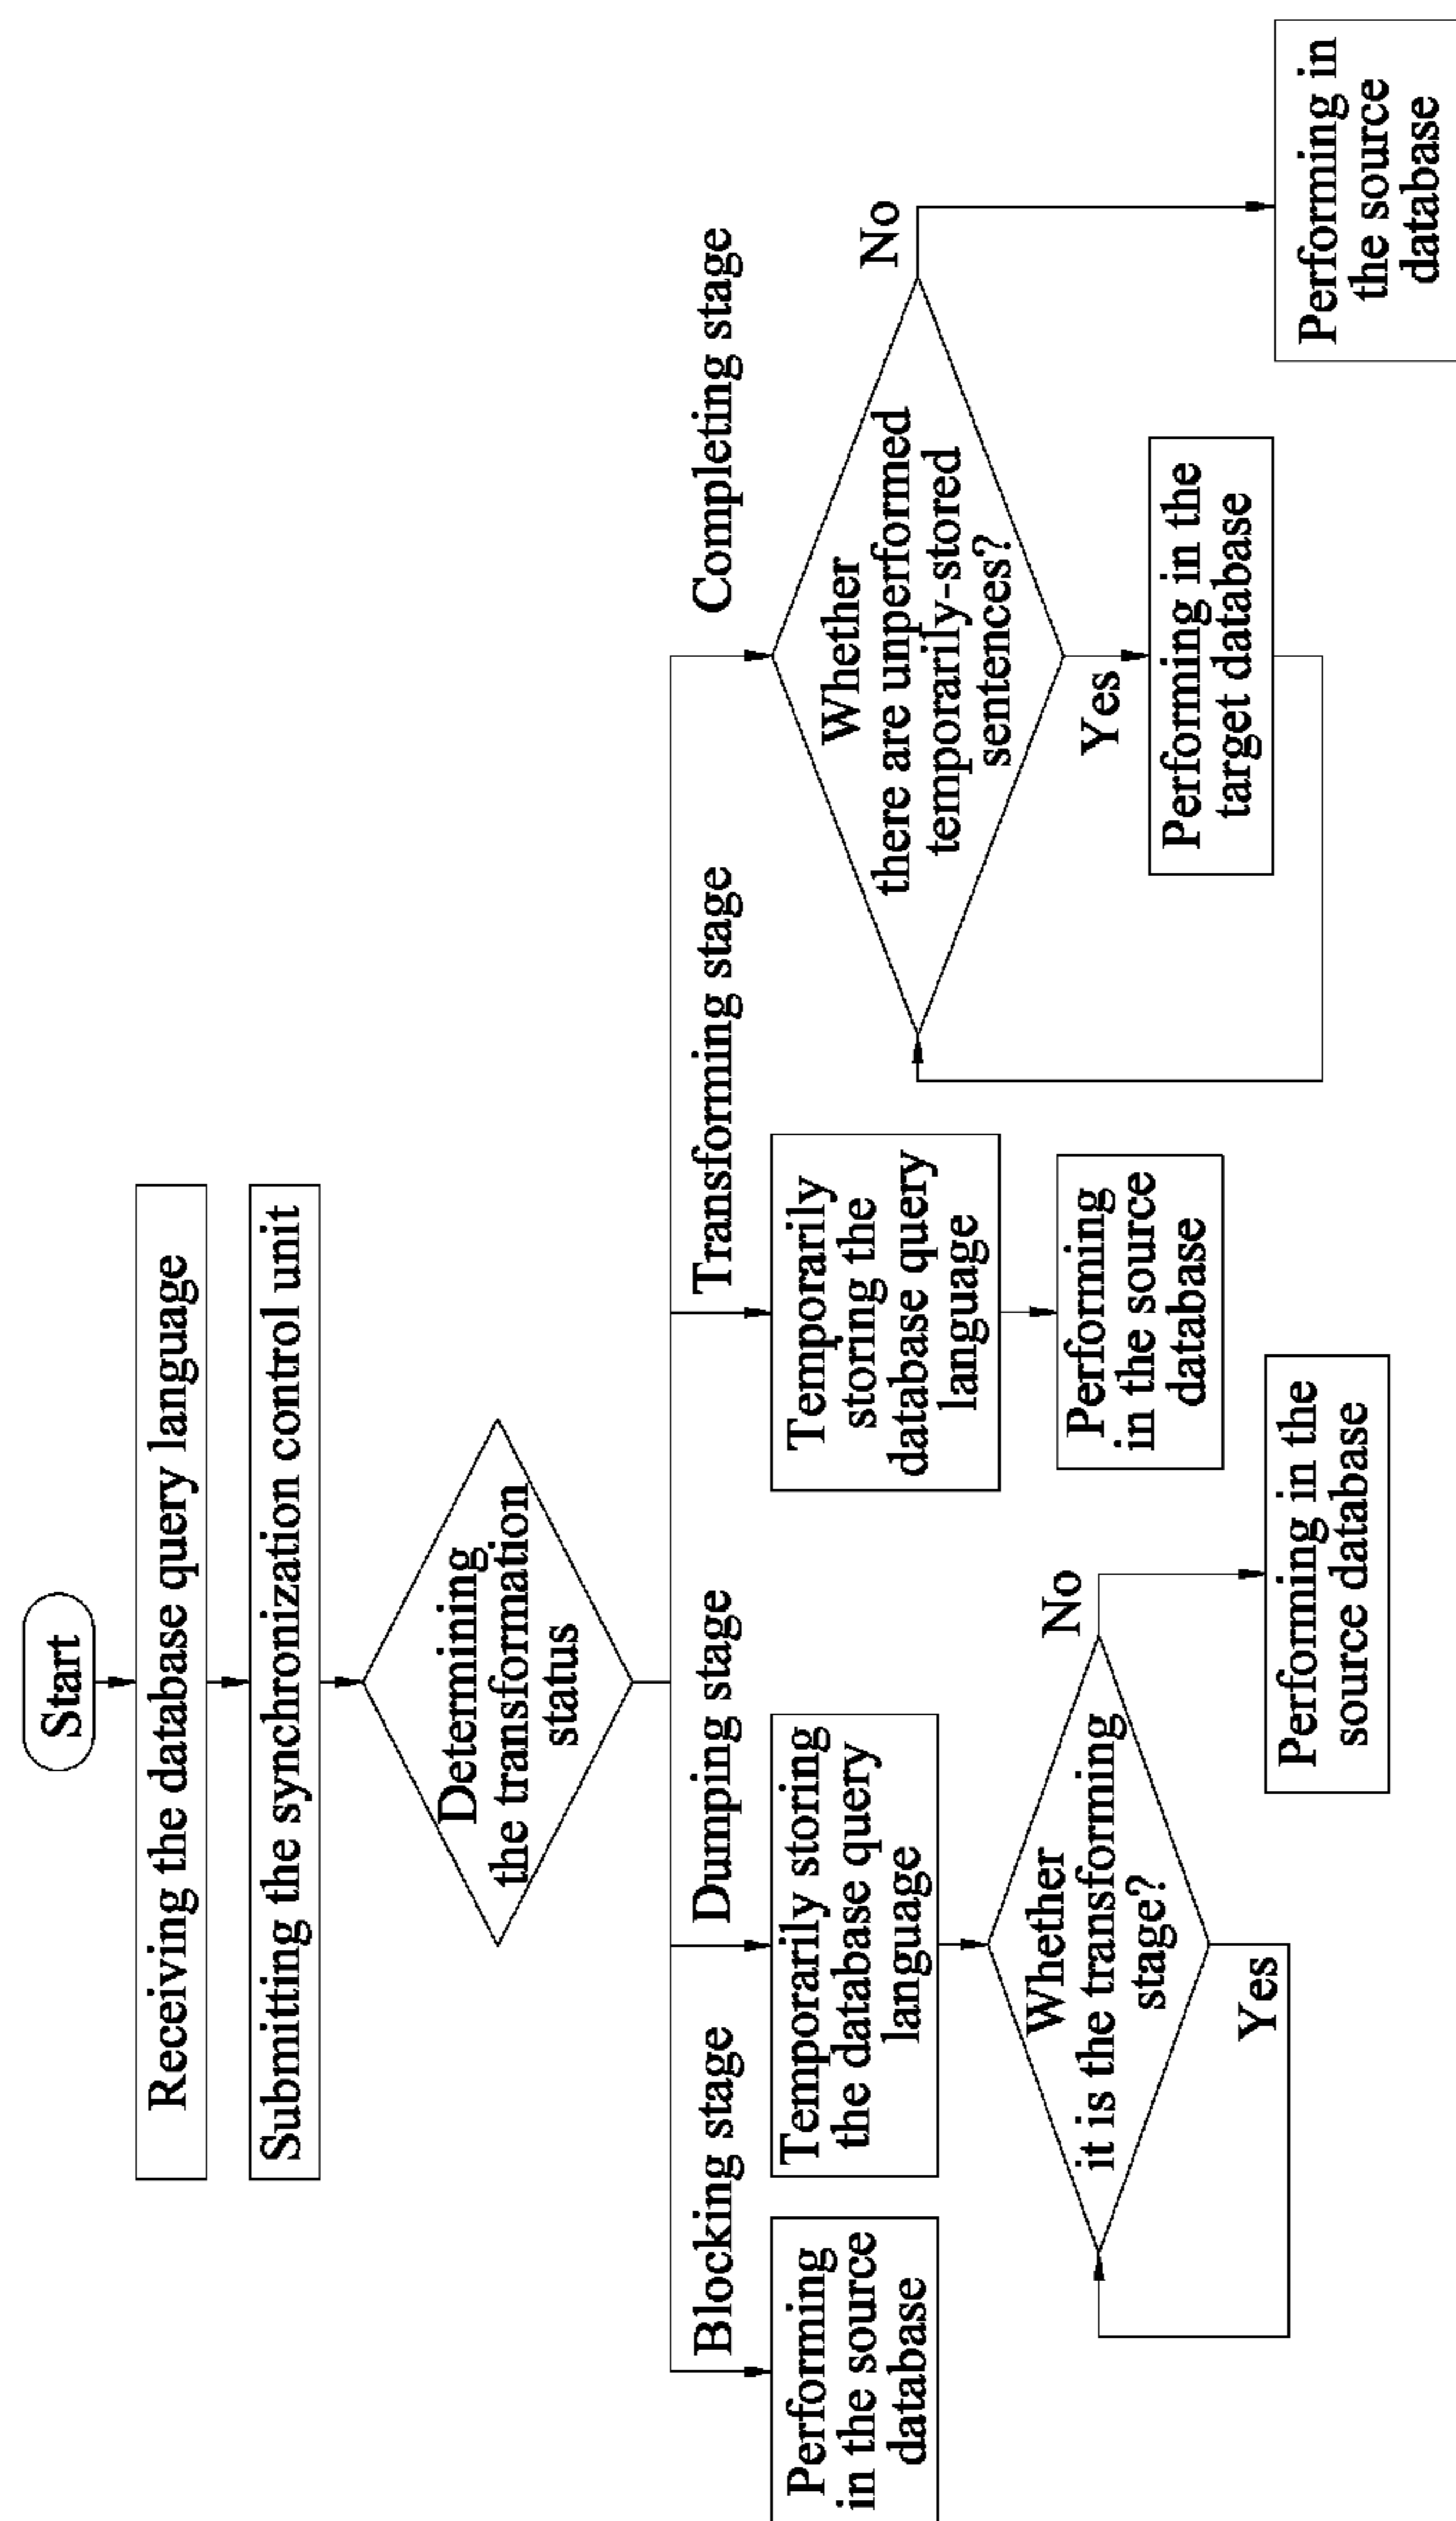 Start
Receiving the database query language
Submitting the synchronization control unit
Determining
the transformation
status
Blocking stage
Dumping stage
Transforming stage
Completing stage
Performing
in the source
database
Temporarily storing
the database query
language
Whether
it is the transforming
stage?
Yes
No
Performing in the
source database
Temporarily
storing the
database query
language
Performing
in the source
database
Whether
there are unperformed
temporarily-stored
sentences?
Yes
No
Performing in the
target database
Performing in
the source
database